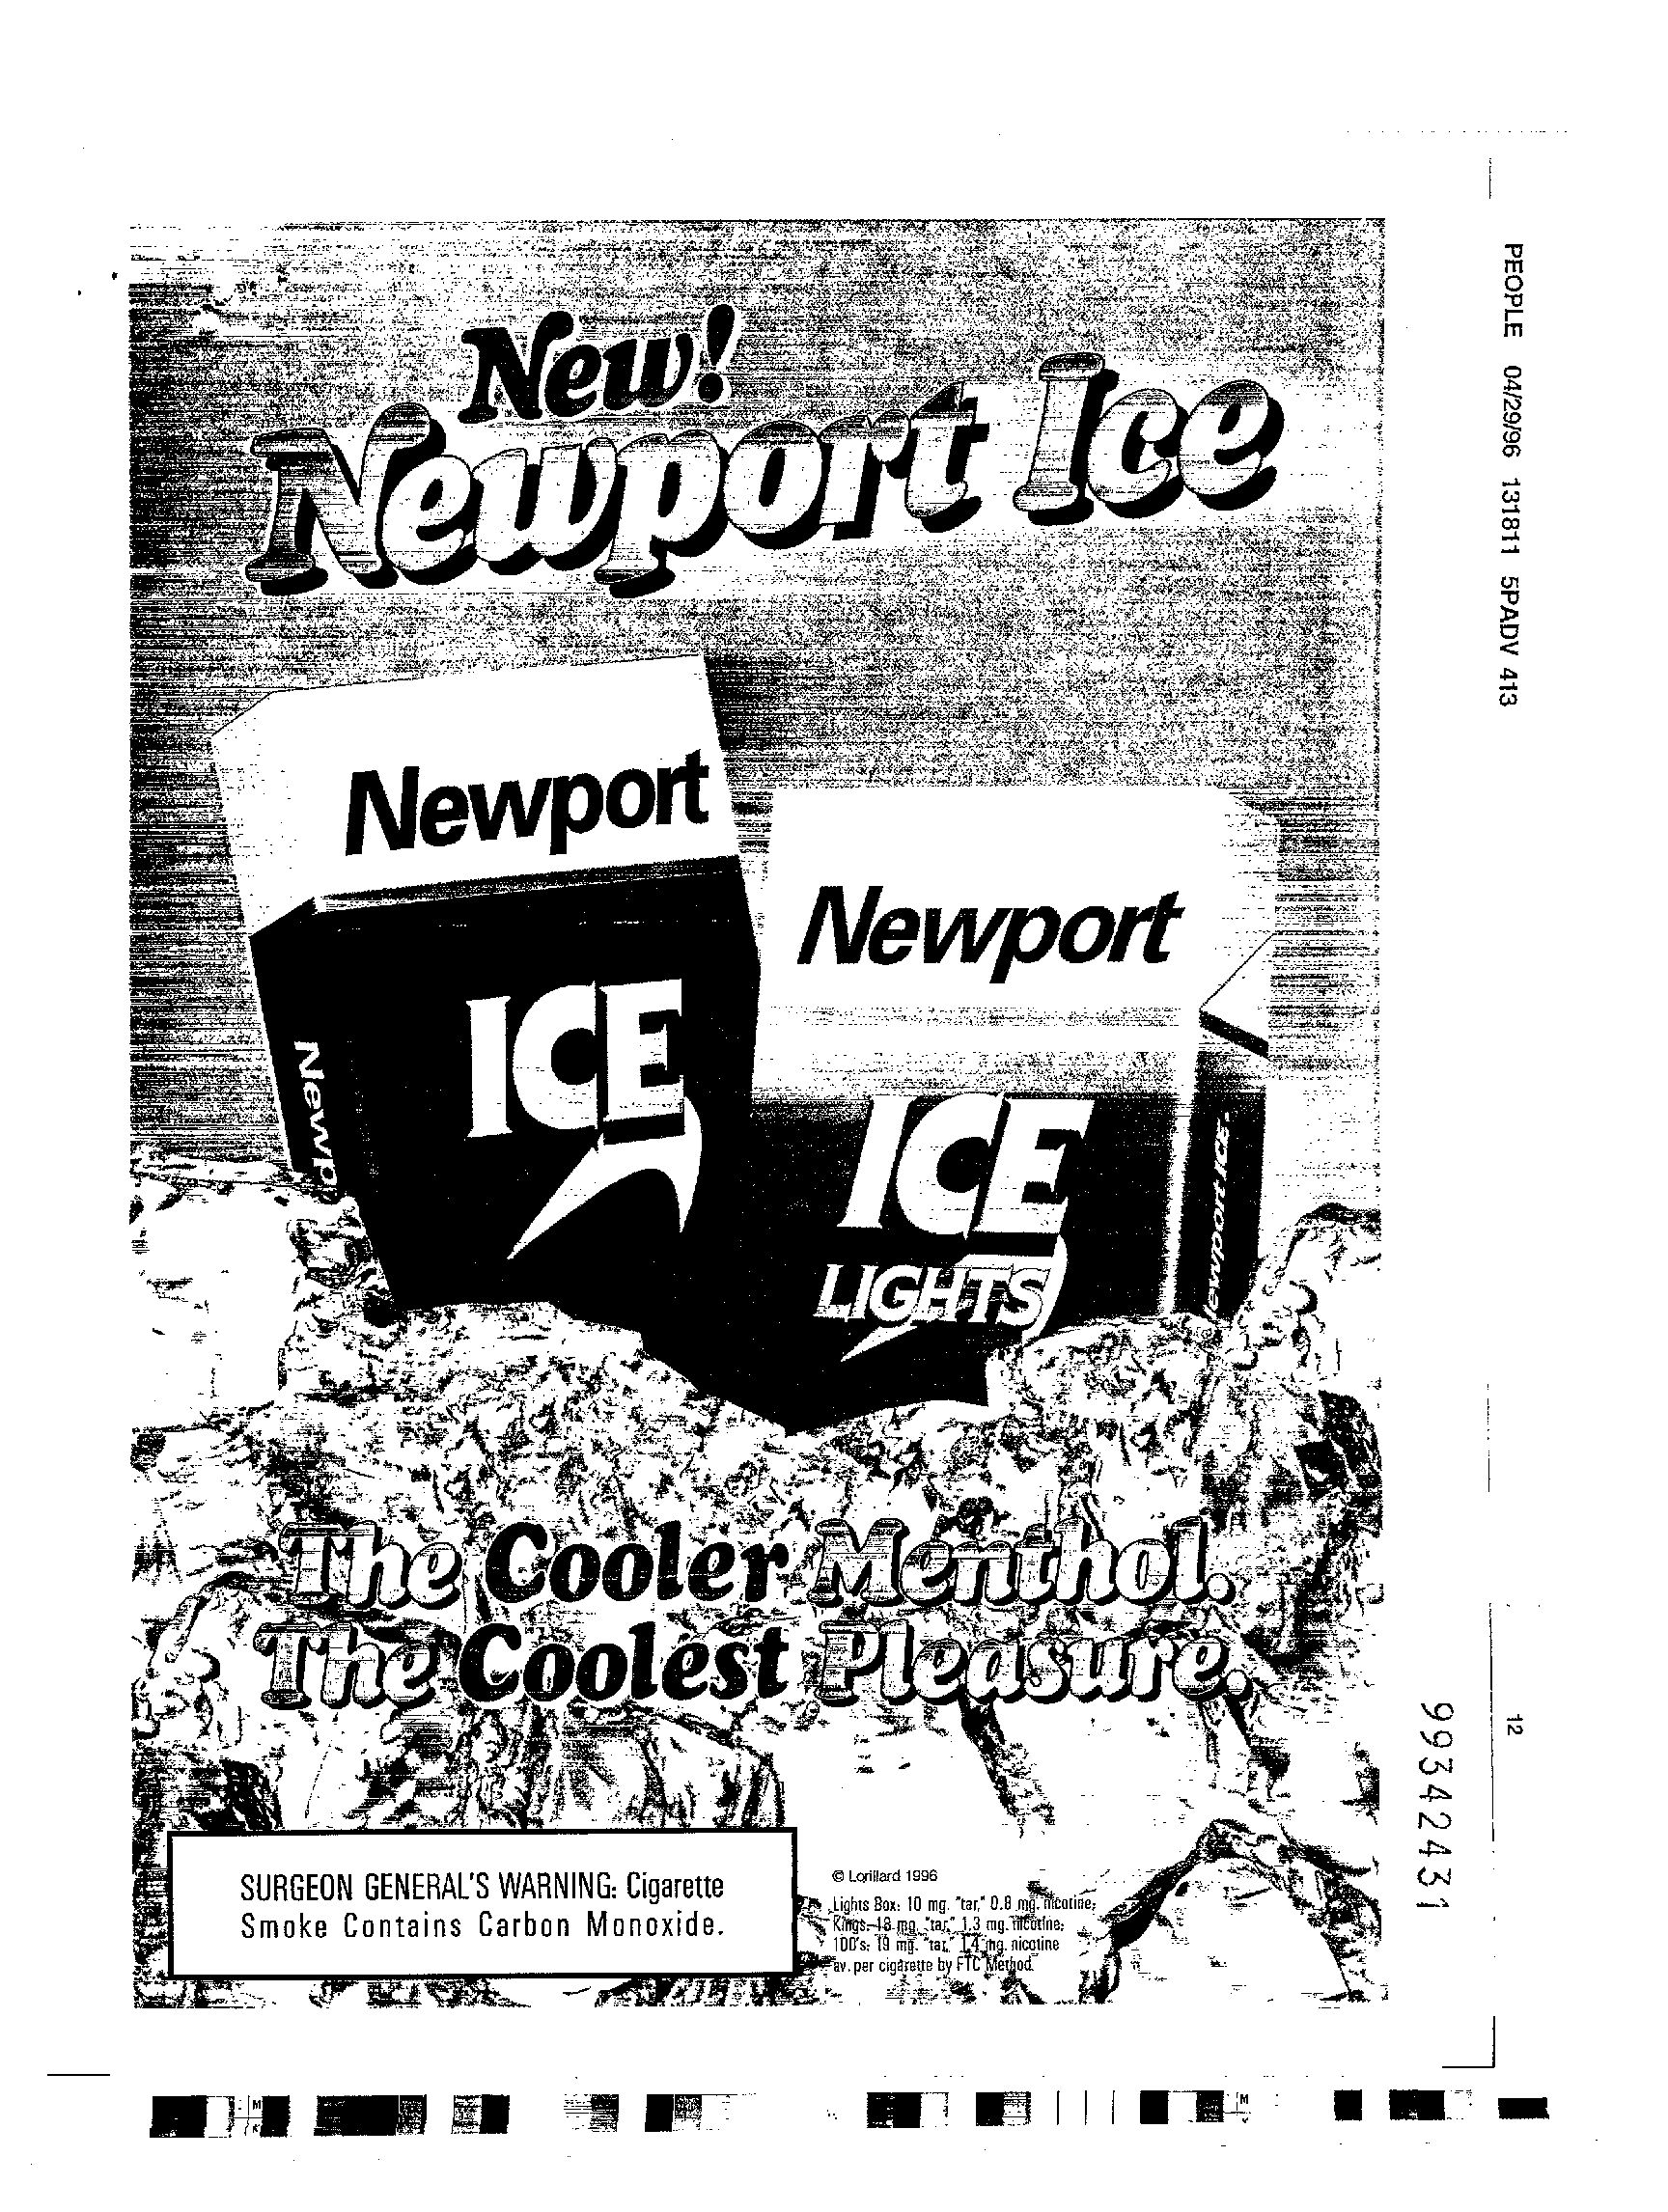 New!
Newport Ice
Newport
ICE
Newp
Newport
ICE
LIGHTS
The Cooler Menthol.
The Coolest Pleasure.
SURGEON GENERAL'S WARNING: Cigarette
Smoke Contains Carbon Monoxide.
© Lorillard 1996
Lights Box: 10 mg. "tar," 0.8 mg. nicotine;
Kings: 18 mg. "tar," 1.3 mg. nicotine;
100's: 19 mg. "tar," 1.4 mg. nicotine
av. per cigarette by FTC Method.
PEOPLE 04/29/96 131811 5PADV 413
12
99342431